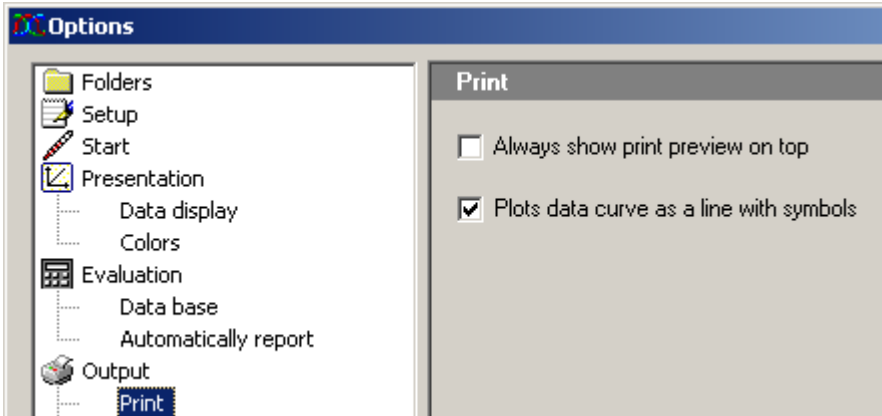 Options
Folders
Setup
Start
Presentation
Data display
Colors
Evaluation
Data base
Automatically report
Output
Print
Print
Always show print preview on top
Plots data curve as a line with symbols